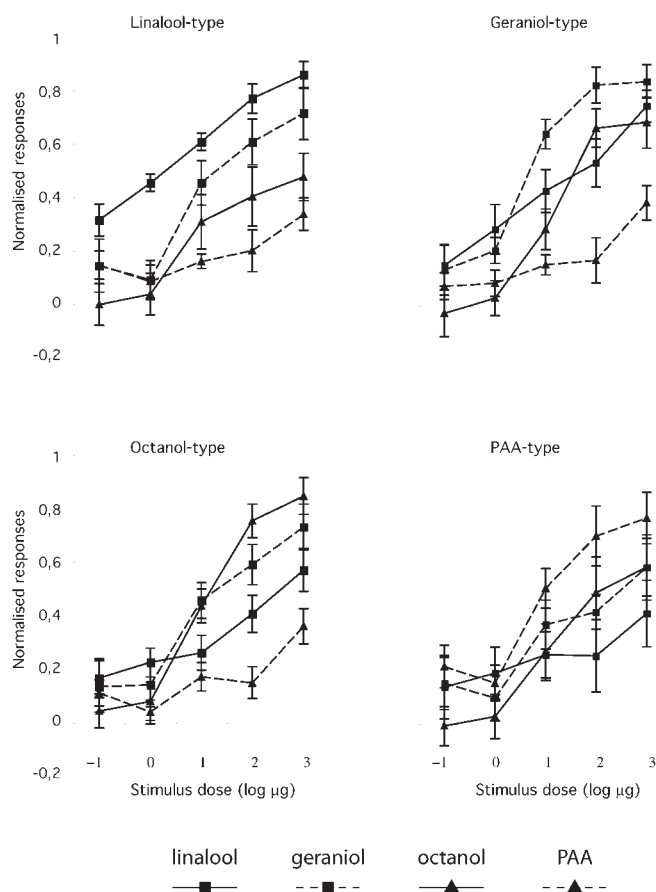 Linalool-type
Geraniol-type
Normalised responses
1
0,8
0,6
0,4
0,2
0
-0,2
Octanol-type
PAA-type
Normalised responses
1
0,8
0,6
0,4
0,2
0
-0,2
-1 0 1 2 3
-1 0 1 2 3
Stimulus dose (log µg)
Stimulus dose (log µg)
linalool geraniol octanol PAA